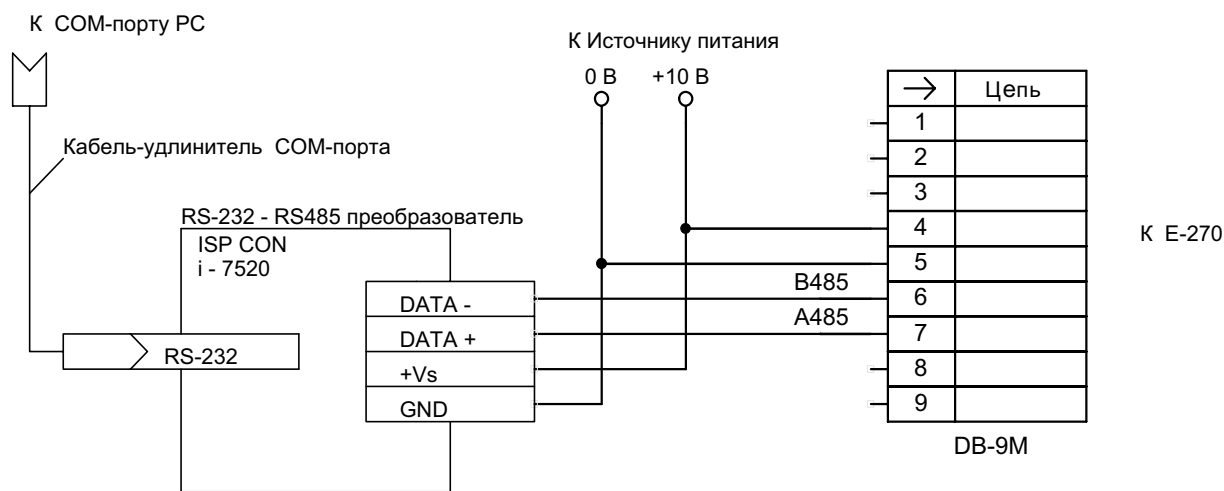 К COM-порту PC
К Источнику питания
0 В +10 В
Кабель-удлинитель COM-порта
RS-232 - RS485 преобразователь
ISP CON
i - 7520
RS-232
DATA -
DATA +
+Vs
GND
B485
A485
→ Цепь
1
2
3
4
5
6
7
8
9
DB-9M
К Е-270